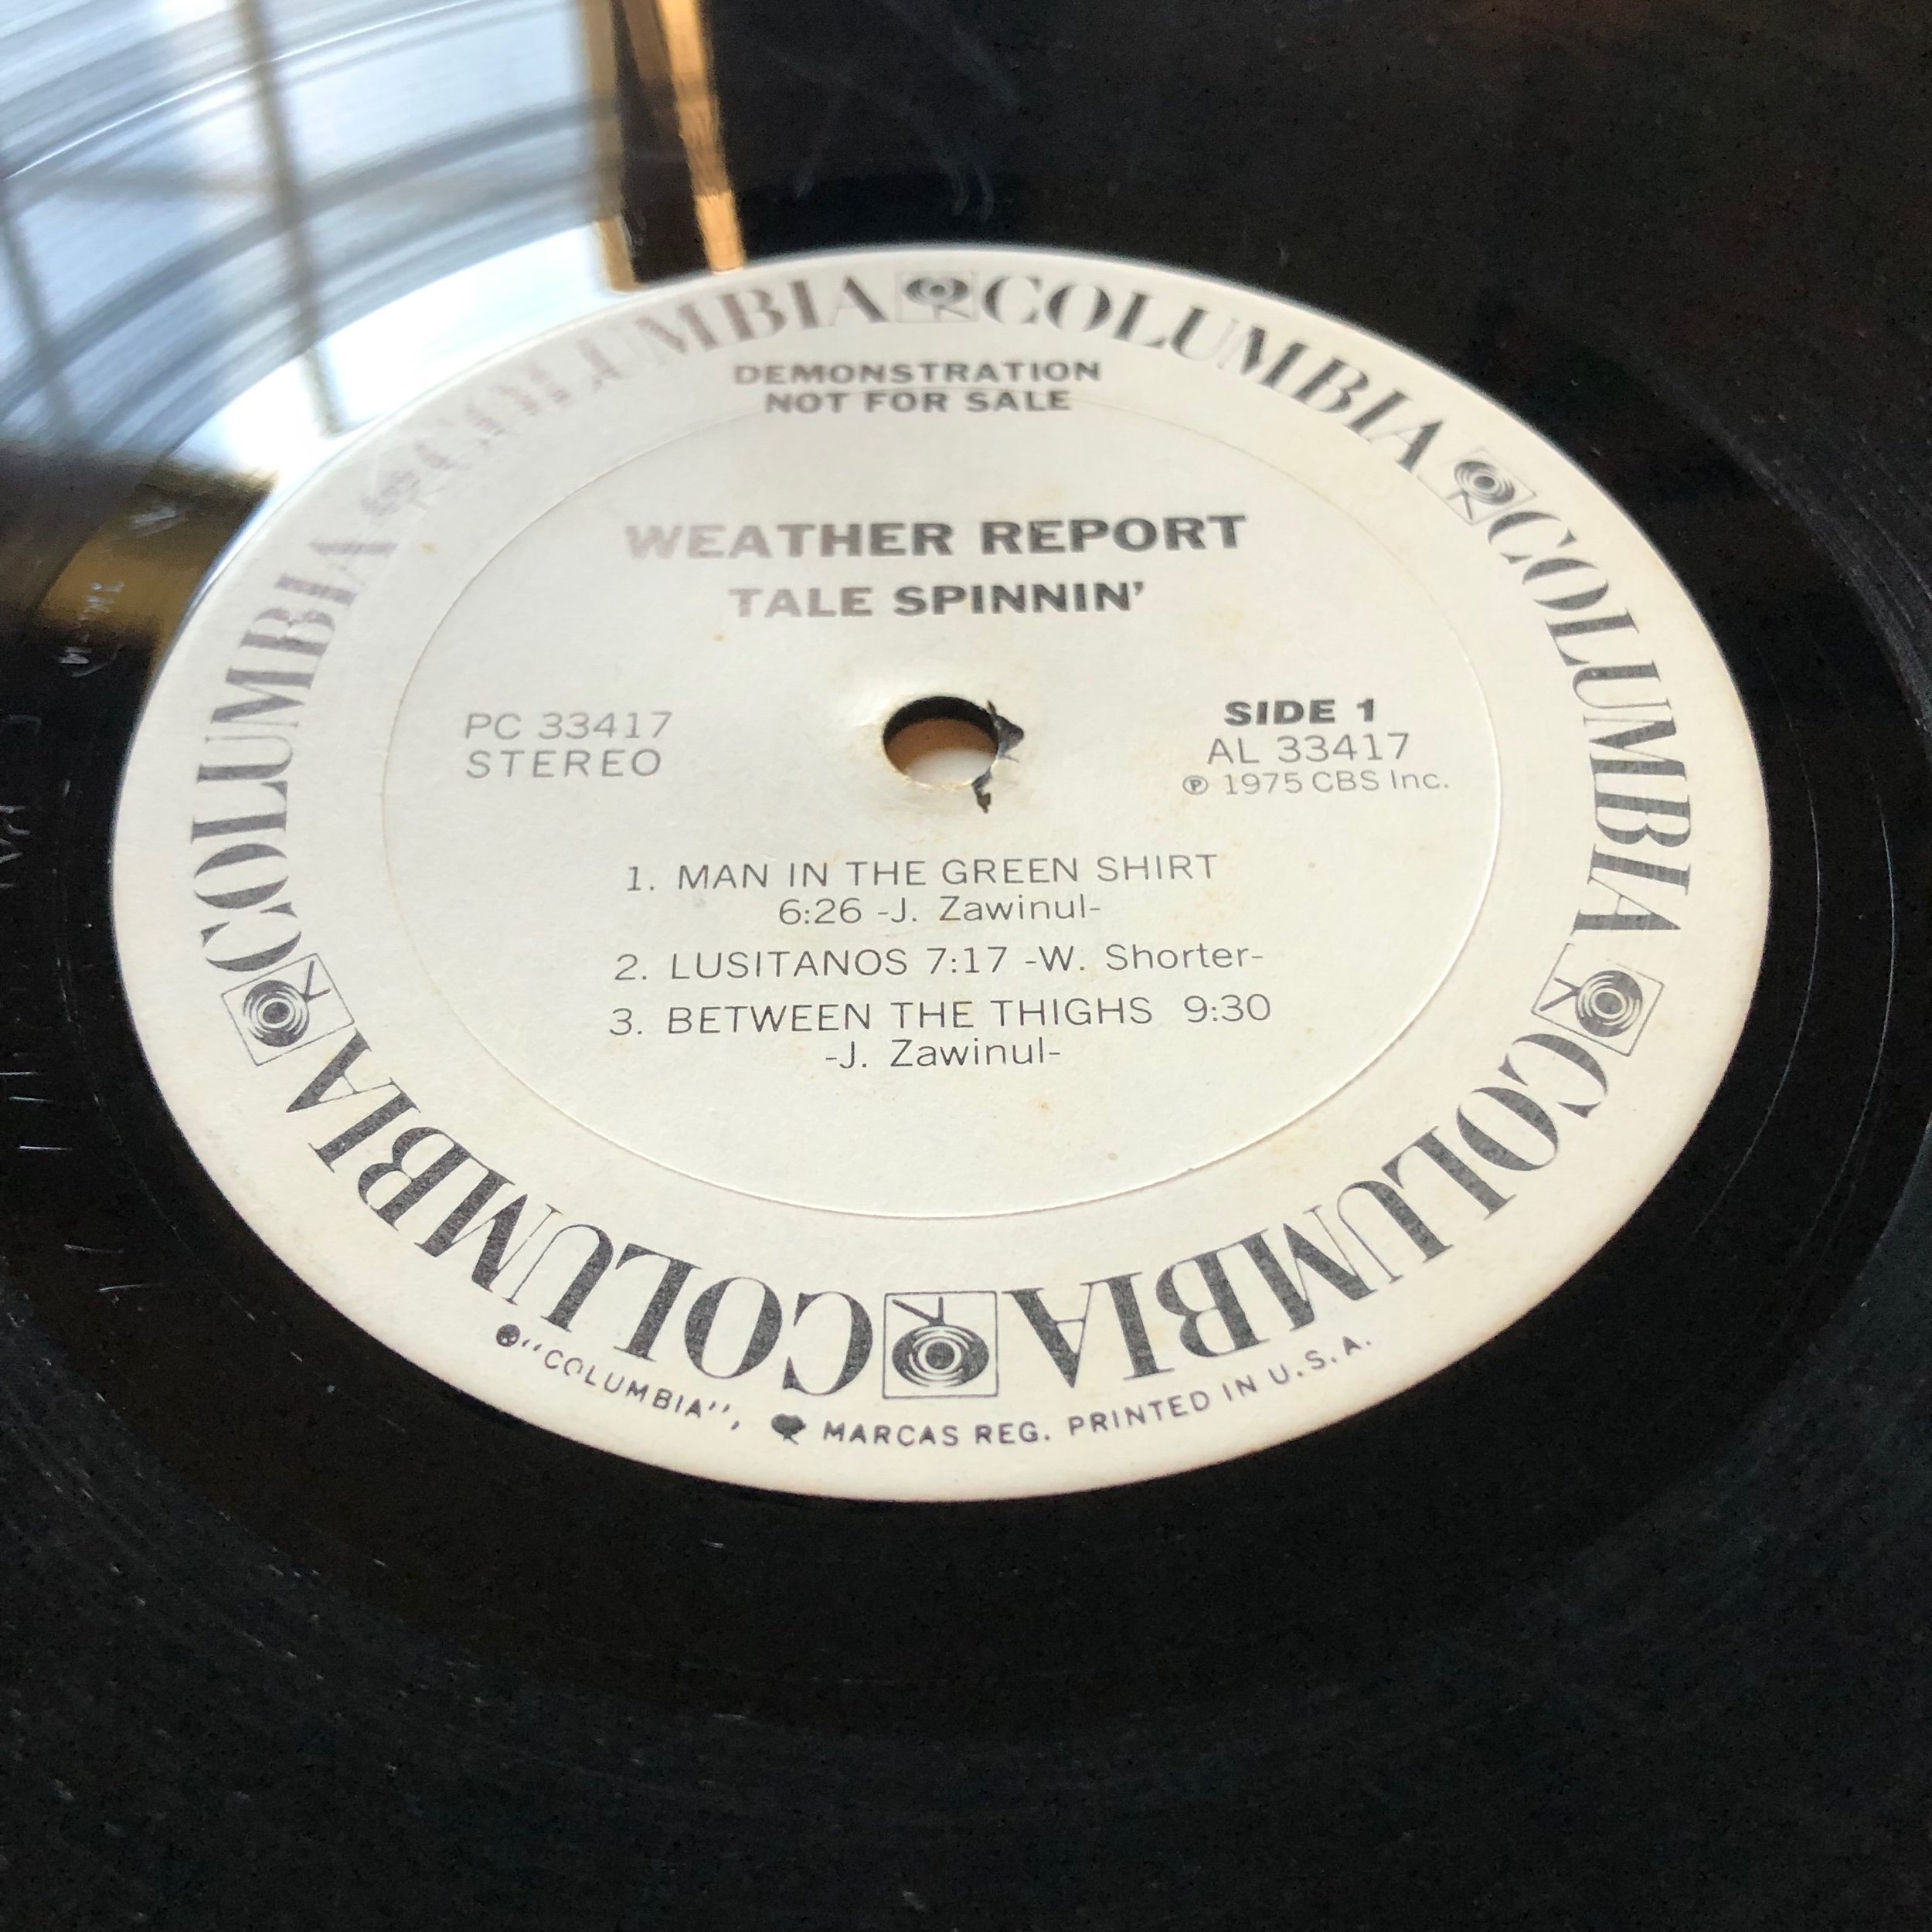 COLUMBIA COLUMBIA COLUMBIA COLUMBIA COLUMBIA COLUMBIA
DEMONSTRATION
NOT FOR SALE
WEATHER REPORT
TALE SPINNIN'
PC 33417
STEREO
SIDE 1
AL 33417
℗ 1975 CBS Inc.
1. MAN IN THE GREEN SHIRT
6:26 -J. Zawinul-
2. LUSITANOS 7:17 -W. Shorter-
3. BETWEEN THE THIGHS 9:30
-J. Zawinul-
"COLUMBIA", MARCAS REG. PRINTED IN U.S.A.